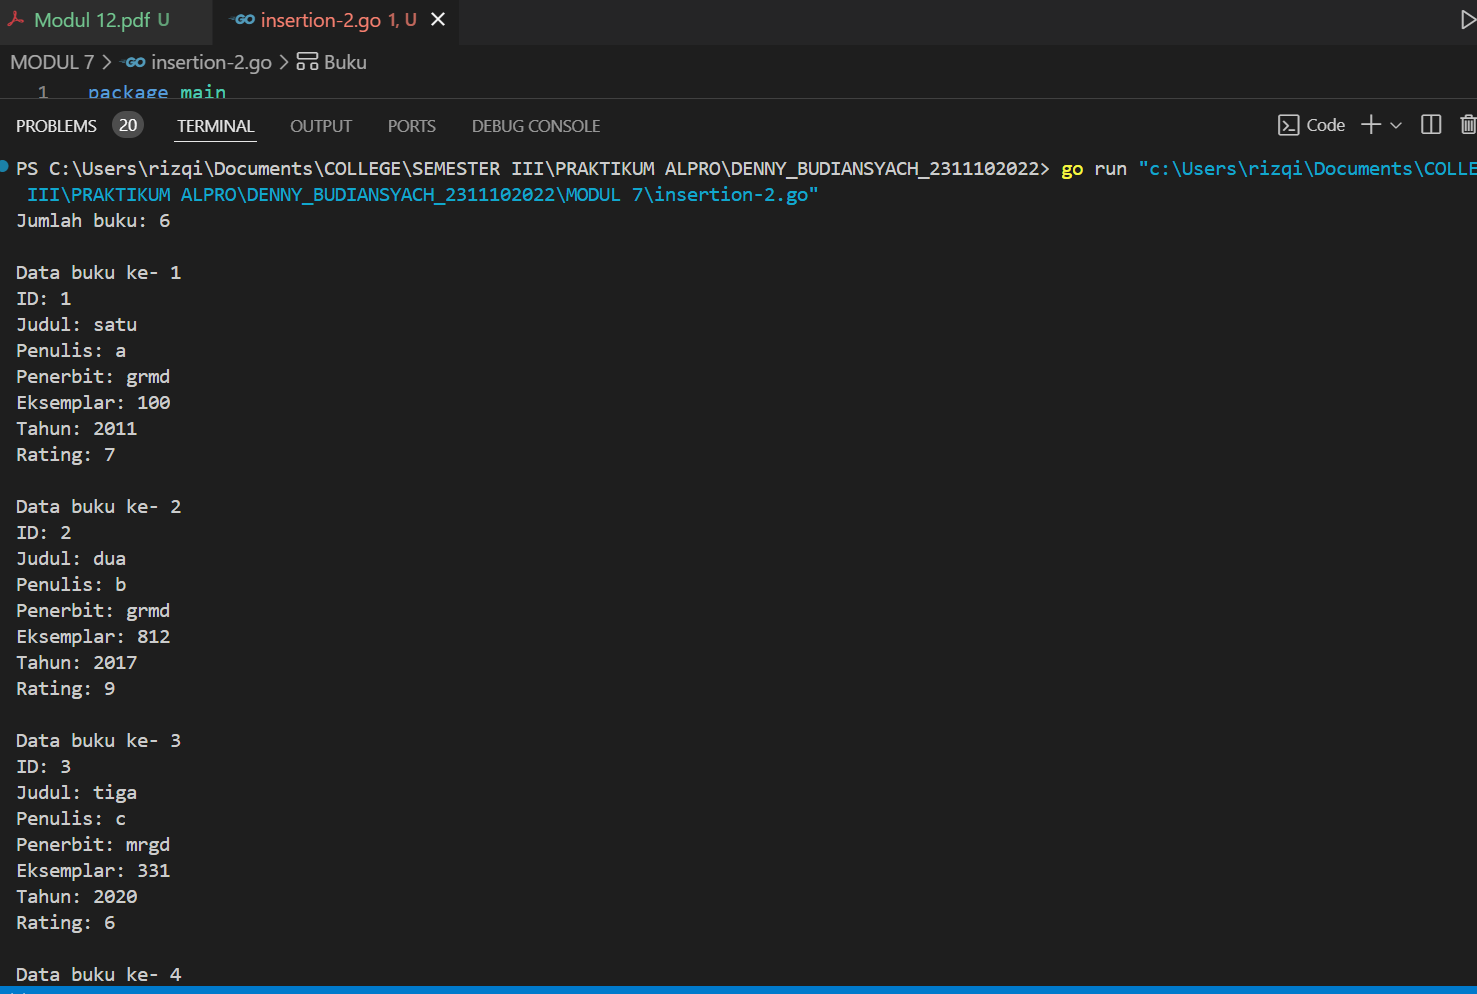 Modul 12.pdf U
GO insertion-2.go 1, U
MODUL 7 > GO insertion-2.go > Buku
1 package main
PROBLEMS 20 TERMINAL OUTPUT PORTS DEBUG CONSOLE Code
PS C:\Users\rizqi\Documents\COLLEGE\SEMESTER III\PRAKTIKUM ALPRO\DENNY_BUDIANSYACH_2311102022> go run "c:\Users\rizqi\Documents\COLLE
III\PRAKTIKUM ALPRO\DENNY_BUDIANSYACH_2311102022\MODUL 7\insertion-2.go"
Jumlah buku: 6
Data buku ke- 1
ID: 1
Judul: satu
Penulis: a
Penerbit: grmd
Eksemplar: 100
Tahun: 2011
Rating: 7
Data buku ke- 2
ID: 2
Judul: dua
Penulis: b
Penerbit: grmd
Eksemplar: 812
Tahun: 2017
Rating: 9
Data buku ke- 3
ID: 3
Judul: tiga
Penulis: c
Penerbit: mrgd
Eksemplar: 331
Tahun: 2020
Rating: 6
Data buku ke- 4